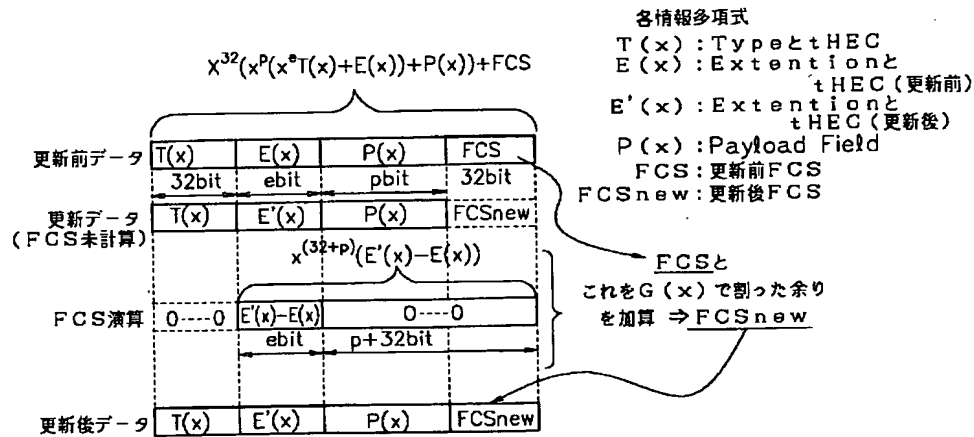 各情報多項式
T(x):TypeとtHEC
E(x):Extentionと
tHEC(更新前)
E'(x):Extentionと
tHEC(更新後)
P(x):Payload Field
FCS:更新前FCS
FCSnew:更新後FCS
X^32(x^p(x^eT(x)+E(x))+P(x))+FCS
更新前データ T(x) E(x) P(x) FCS
32bit ebit pbit 32bit
更新データ T(x) E'(x) P(x) FCSnew
(FCS未計算)
x^(32+p)(E'(x)-E(x))
FCSと
これをG(x)で割った余り
を加算 ⇒FCSnew
FCS演算 0----0 E'(x)-E(x) 0----0
ebit p+32bit
更新後データ T(x) E'(x) P(x) FCSnew